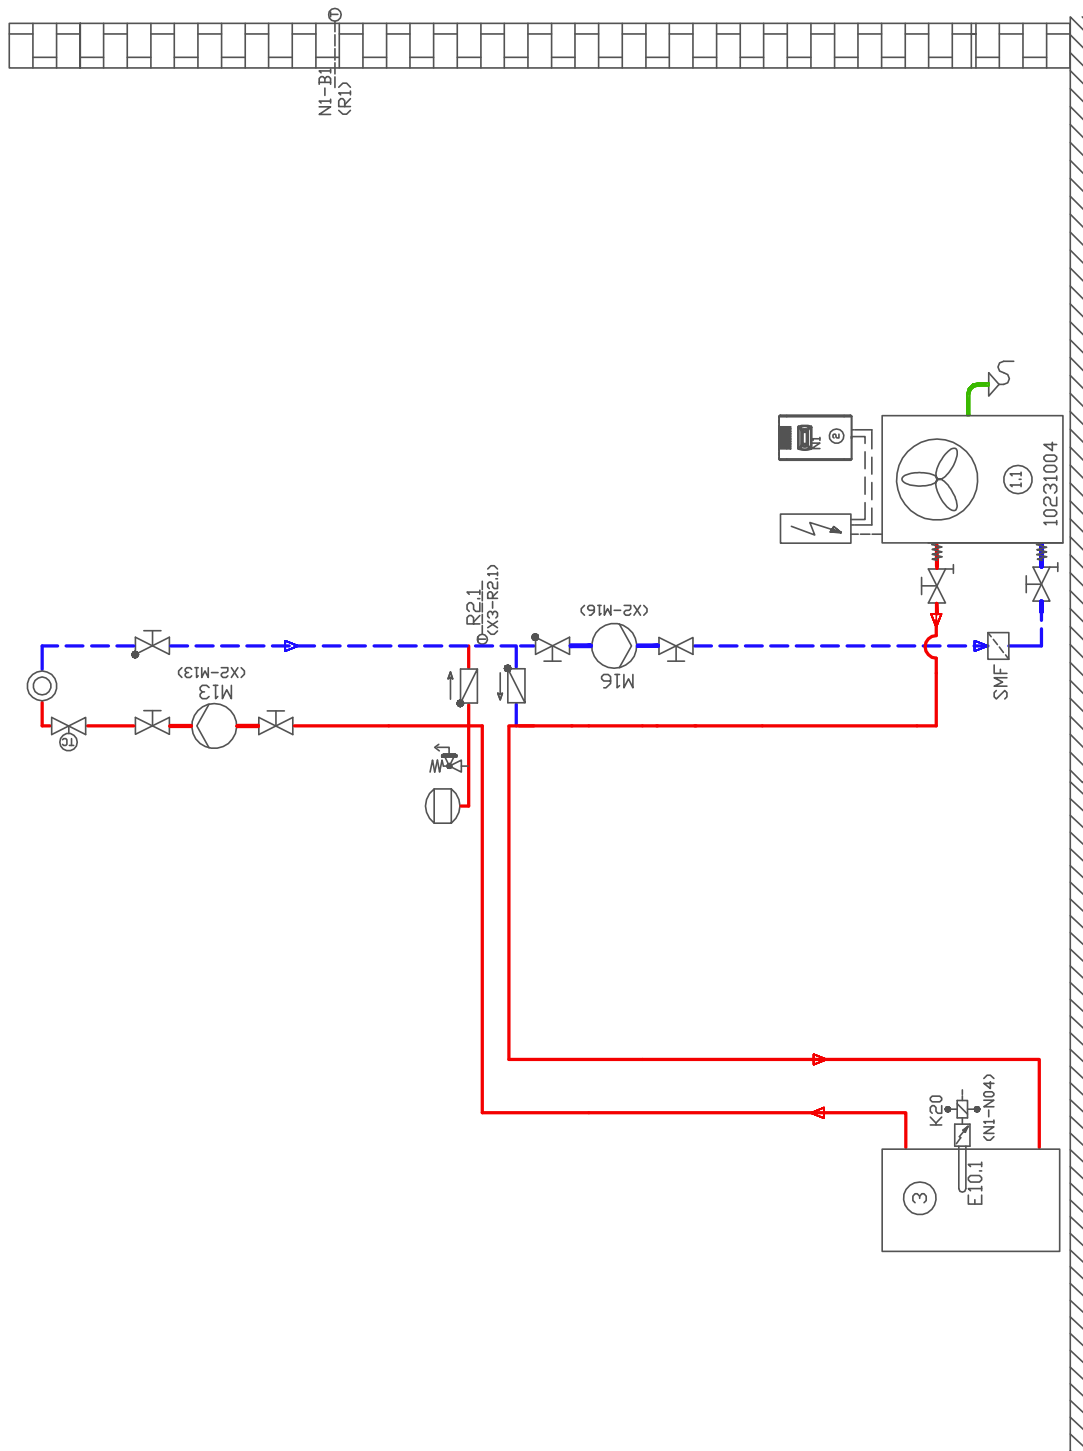 T
N1-B1
(R1)
N1
2
1.1
10231004
R2.1
(X3-R2.1)
T
(X2-M16)
M16
(X2-M13)
M13
TC
SMF
K20
(N1-N04)
3
E10.1